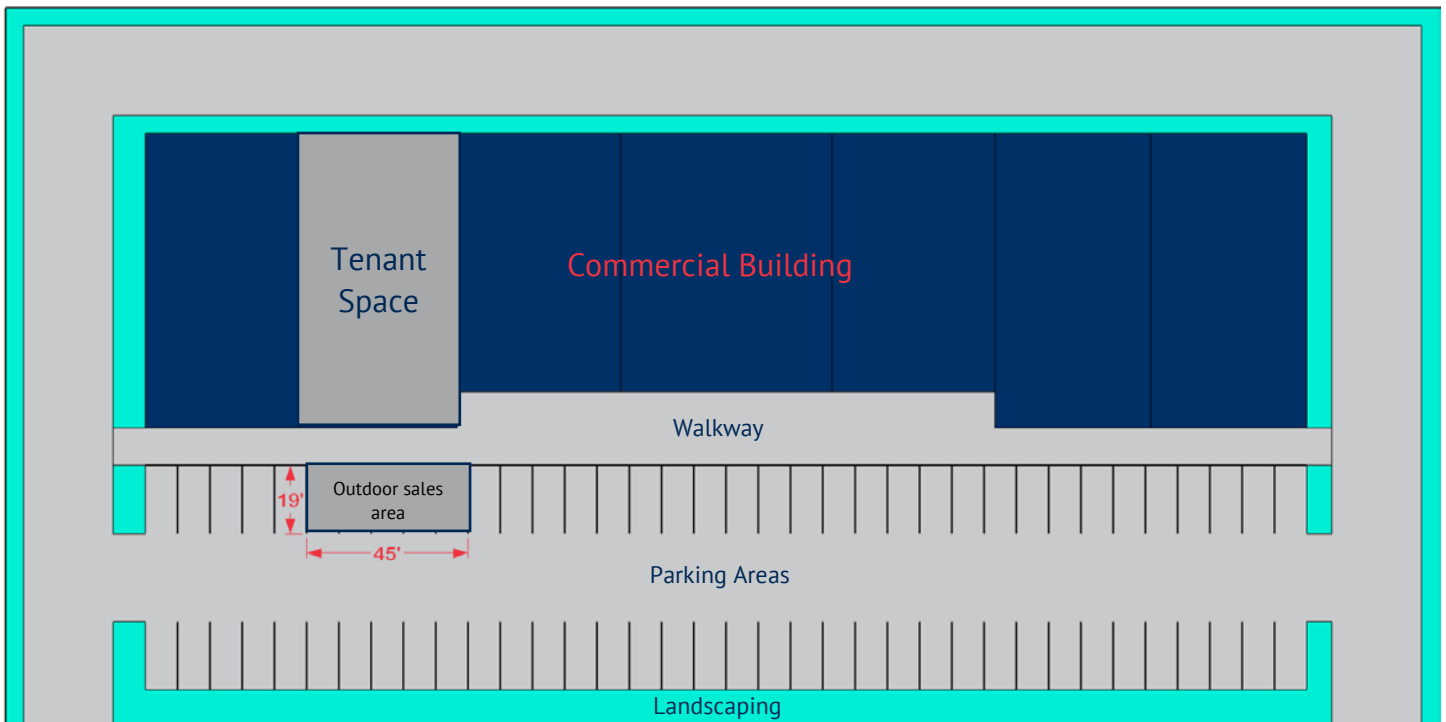 Tenant
Space
Commercial Building
Walkway
Outdoor sales
area
19'
45'
Parking Areas
Landscaping